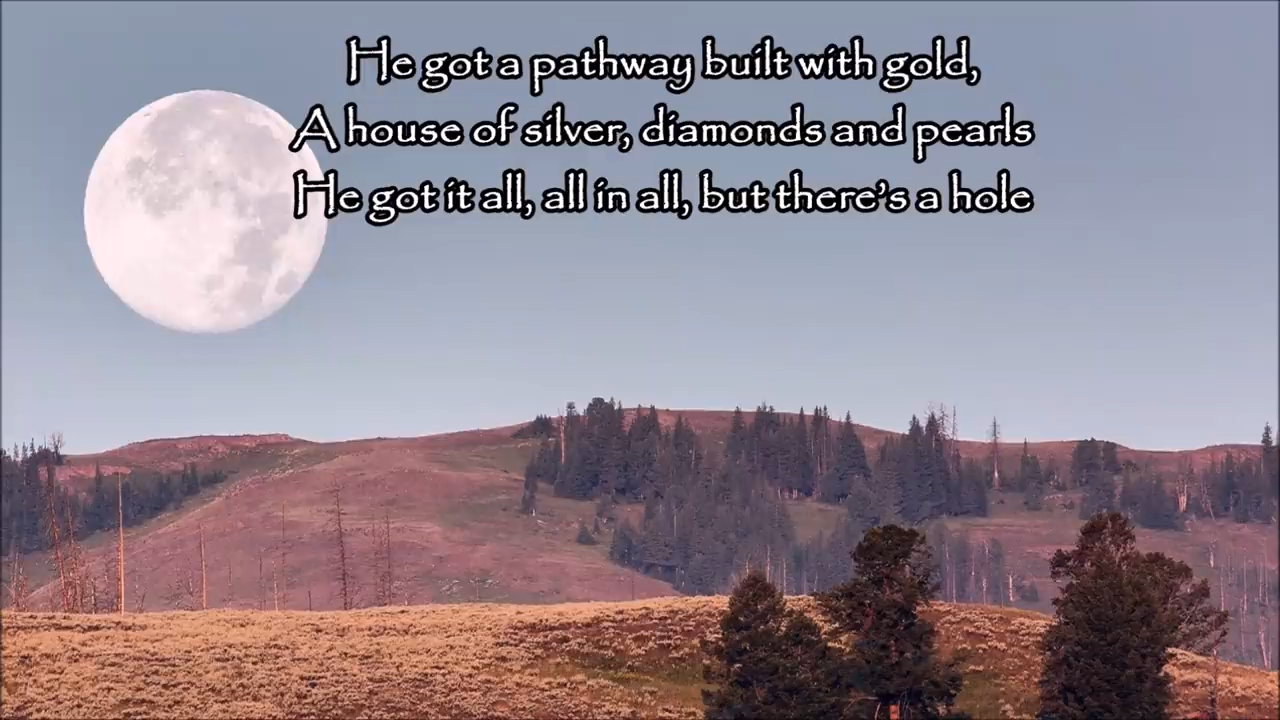 He got a pathway built with gold,
A house of silver, diamonds and pearls
He got it all, all in all, but there's a hole